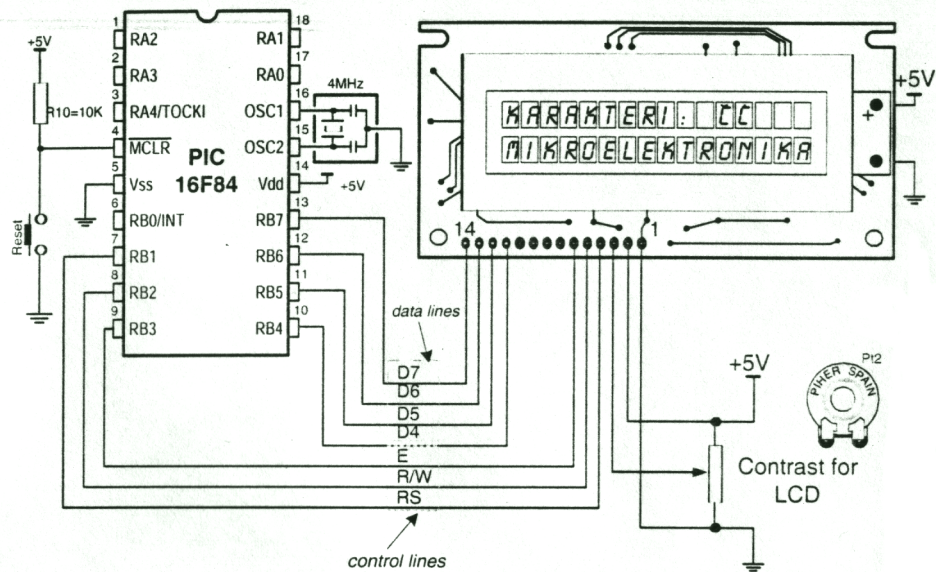 +5V
R10=10K
Reset
1
RA2
2
RA3
3
RA4/TOCKI
4
MCLR
5
Vss
6
RB0/INT
7
RB1
8
RB2
9
RB3
PIC
16F84
18
RA1
17
RA0
16
OSC1
15
OSC2
14
Vdd
13
RB7
12
RB6
11
RB5
10
RB4
4MHz
+5V
KARAKTERI: ČĆ
MIKROELEKTRONIKA
+5V
+
14
1
data lines
D7
D6
D5
D4
E
R/W
RS
control lines
+5V
Contrast for
LCD
Pt2
PIHER SPAIN